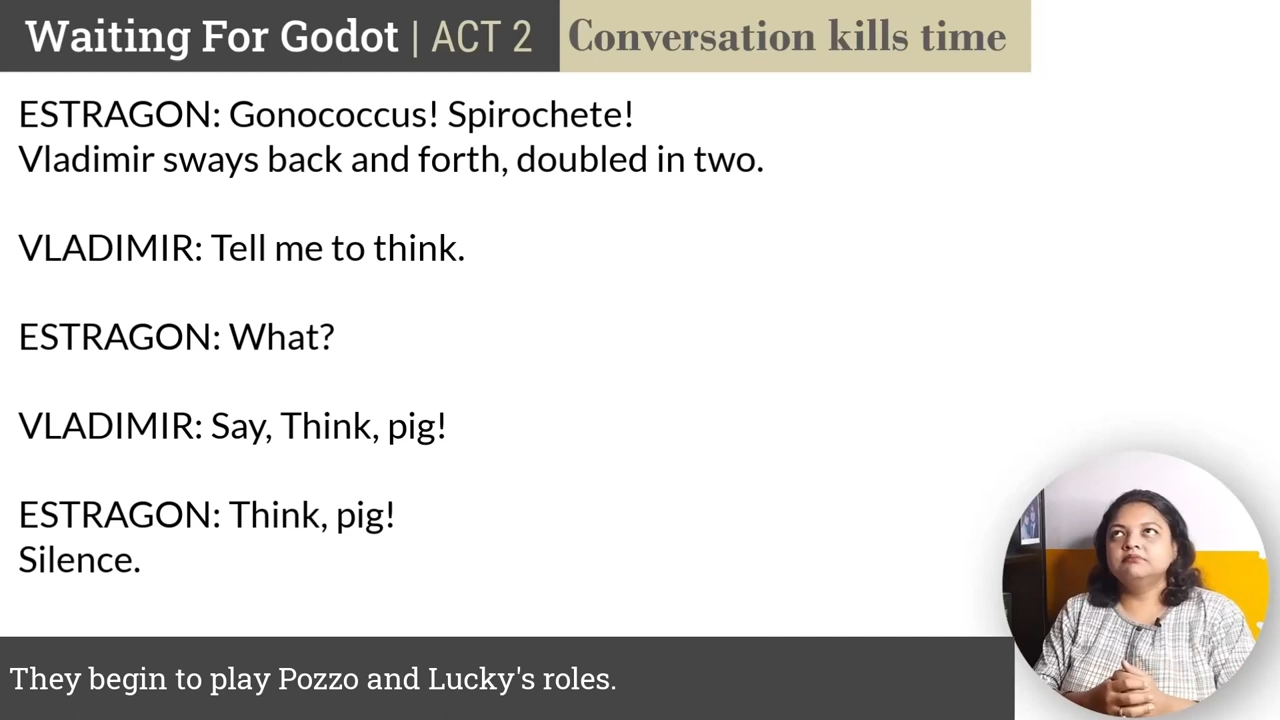 Waiting For Godot | ACT 2 Conversation kills time
ESTRAGON: Gonococcus! Spirochete!
Vladimir sways back and forth, doubled in two.
VLADIMIR: Tell me to think.
ESTRAGON: What?
VLADIMIR: Say, Think, pig!
ESTRAGON: Think, pig!
Silence.
They begin to play Pozzo and Lucky's roles.